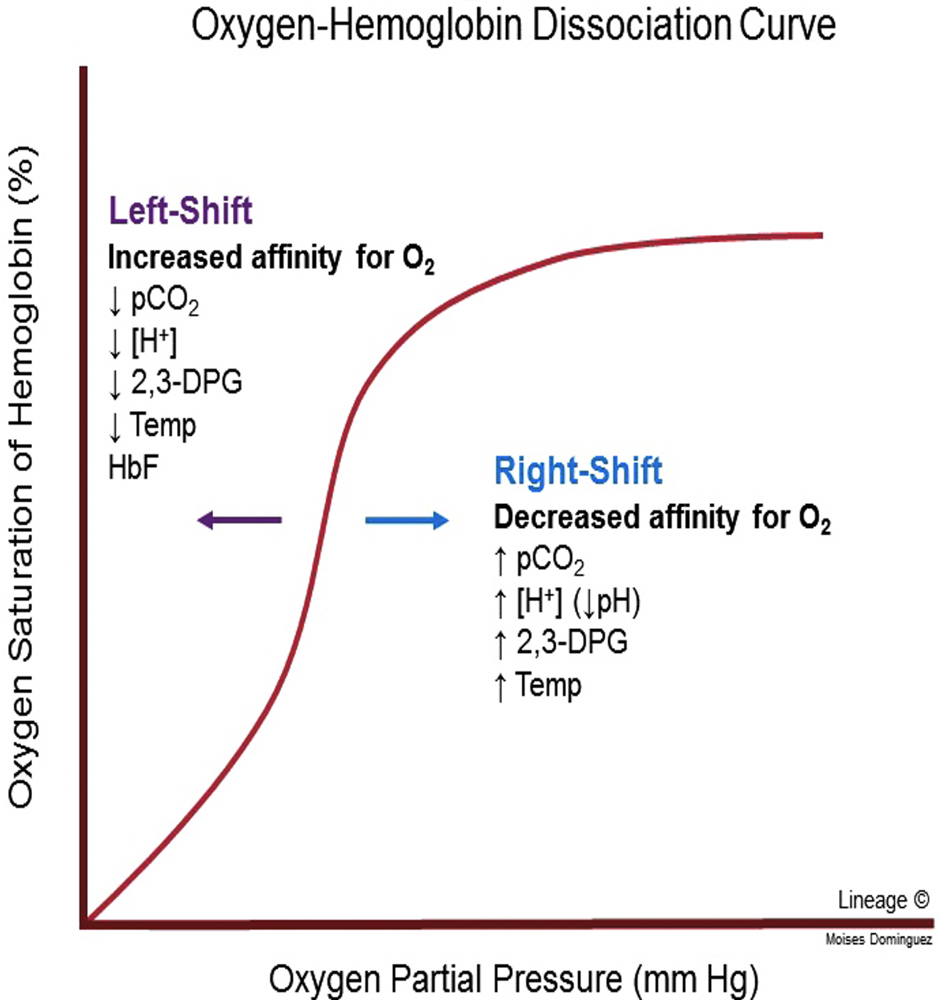 Oxygen-Hemoglobin Dissociation Curve
Oxygen Saturation of Hemoglobin (%)
Left-Shift
Increased affinity for O₂
↓ pCO₂
↓ [H⁺]
↓ 2,3-DPG
↓ Temp
HbF
Right-Shift
Decreased affinity for O₂
↑ pCO₂
↑ [H⁺] (↓pH)
↑ 2,3-DPG
↑ Temp
Lineage ©
Moises Dominguez
Oxygen Partial Pressure (mm Hg)